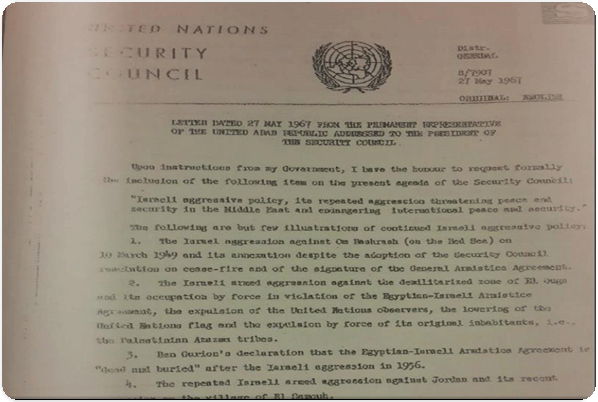 UNITED NATIONS
SECURITY
COUNCIL
Distr.
GENERAL
S/7907
27 May 1967
ORIGINAL: ENGLISH
LETTER DATED 27 MAY 1967 FROM THE PERMANENT REPRESENTATIVE
OF THE UNITED ARAB REPUBLIC ADDRESSED TO THE PRESIDENT OF
THE SECURITY COUNCIL
Upon instructions from my Government, I have the honour to request formally
the inclusion of the following item on the present agenda of the Security Council:
"Israeli aggressive policy, its repeated aggression threatening peace and
security in the Middle East and endangering international peace and security."
The following are but few illustrations of continued Israeli aggressive policy:
1. The Israel aggression against Om Rashrash (on the Red Sea) on
10 March 1949 and its annexation despite the adoption of the Security Council
resolution on cease-fire and of the signature of the General Armistice Agreement.
2. The Israeli armed aggression against the demilitarized zone of El Ouga
and its occupation by force in violation of the Egyptian-Israeli Armistice
Agreement, the expulsion of the United Nations observers, the lowering of the
United Nations flag and the expulsion by force of its original inhabitants, i.e.,
the Palestinian Azazma tribes.
3. Ben Gurion's declaration that the Egyptian-Israeli Armistice Agreement is
"dead and buried" after the Israeli aggression in 1956.
4. The repeated Israeli armed aggression against Jordan and its recent
on the village of El Samouh.